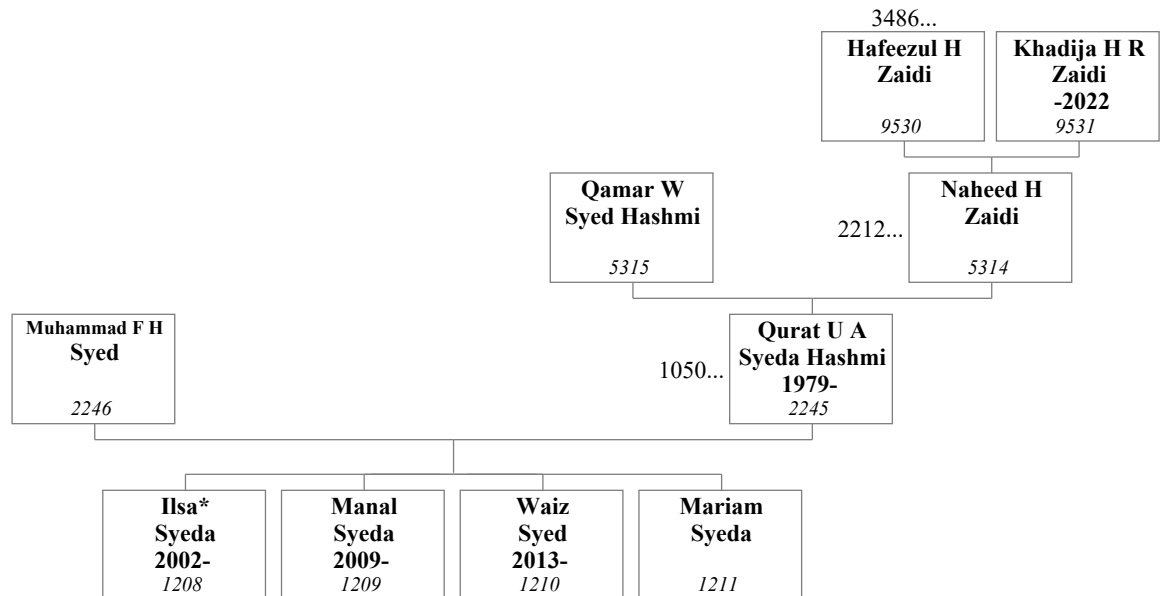 3486...
Hafeezul H
Zaidi
9530
Khadija H R
Zaidi
-2022
9531
Qamar W
Syed Hashmi
5315
2212...
Naheed H
Zaidi
5314
Muhammad F H
Syed
2246
1050...
Qurat U A
Syeda Hashmi
1979-
2245
Ilsa*
Syeda
2002-
1208
Manal
Syeda
2009-
1209
Waiz
Syed
2013-
1210
Mariam
Syeda
1211